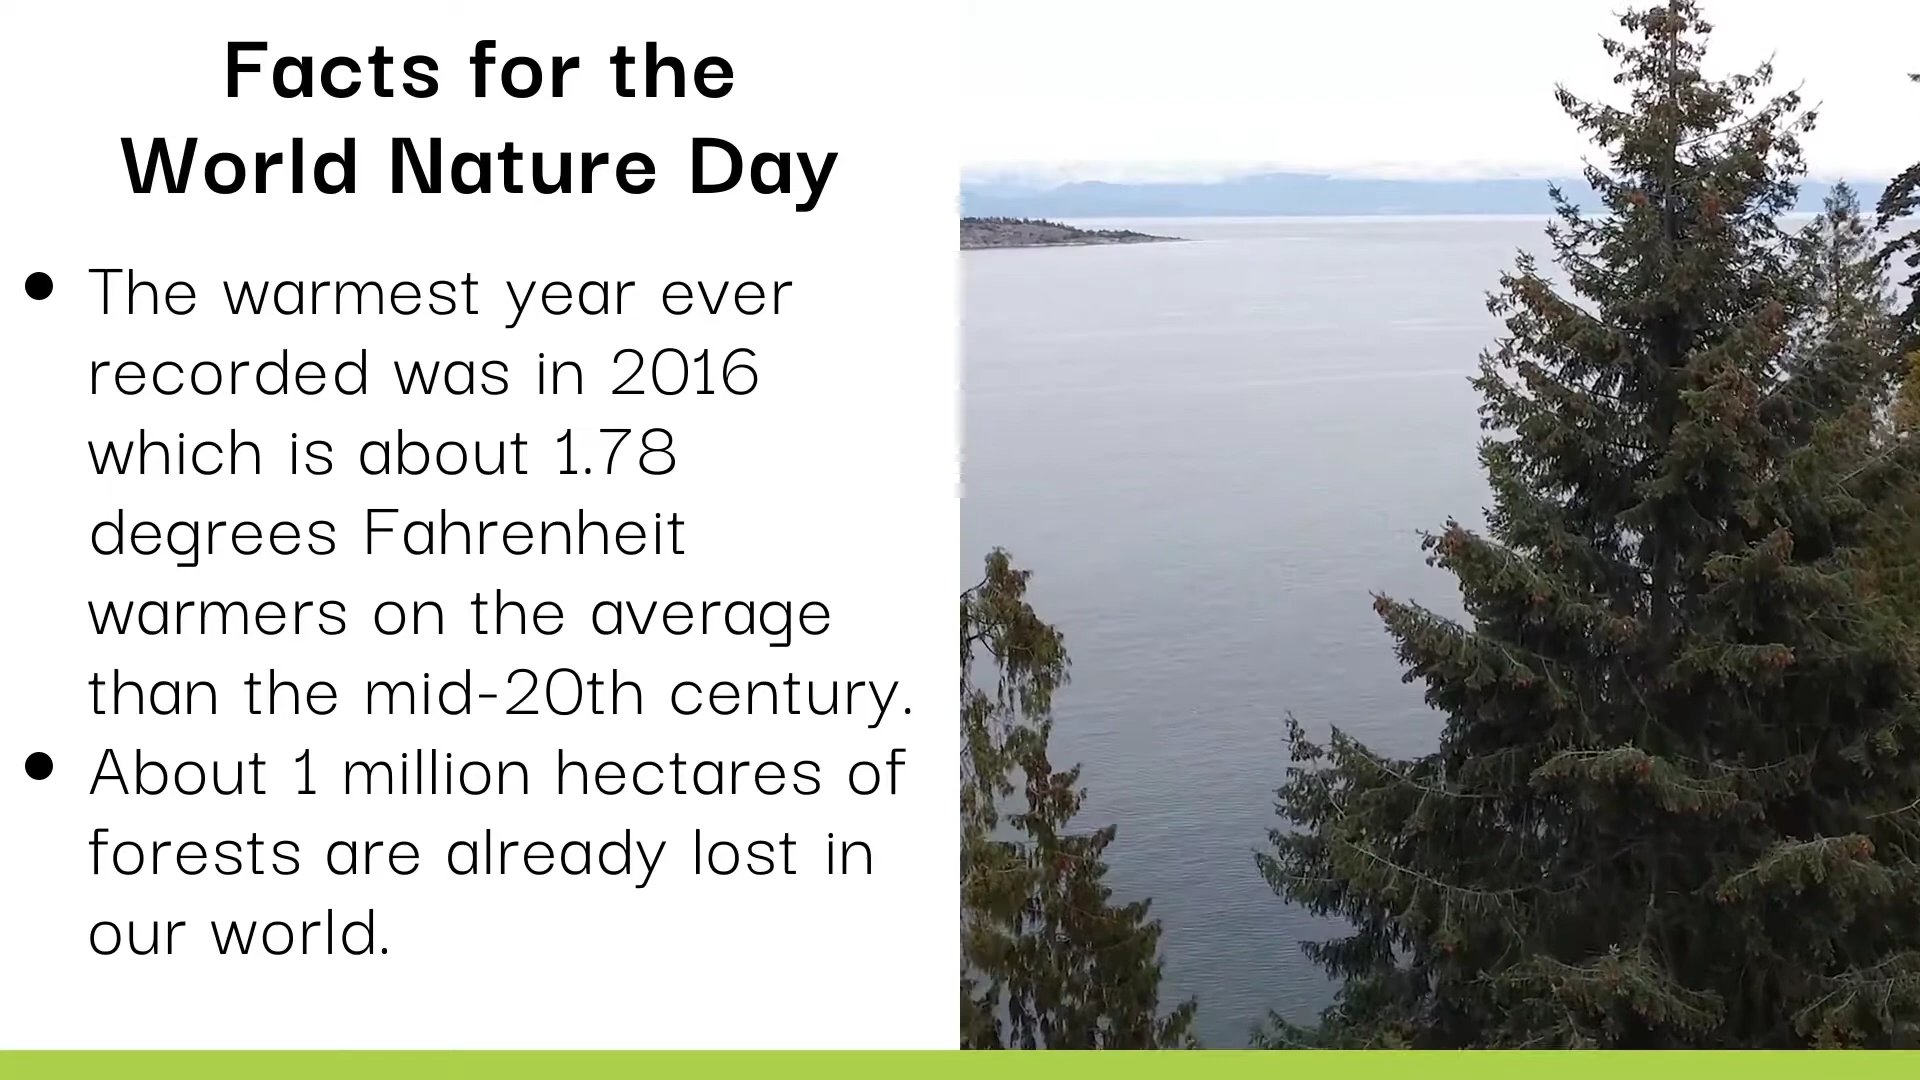 Facts for the
World Nature Day
• The warmest year ever
recorded was in 2016
which is about 1.78
degrees Fahrenheit
warmers on the average
than the mid-20th century.
• About 1 million hectares of
forests are already lost in
our world.